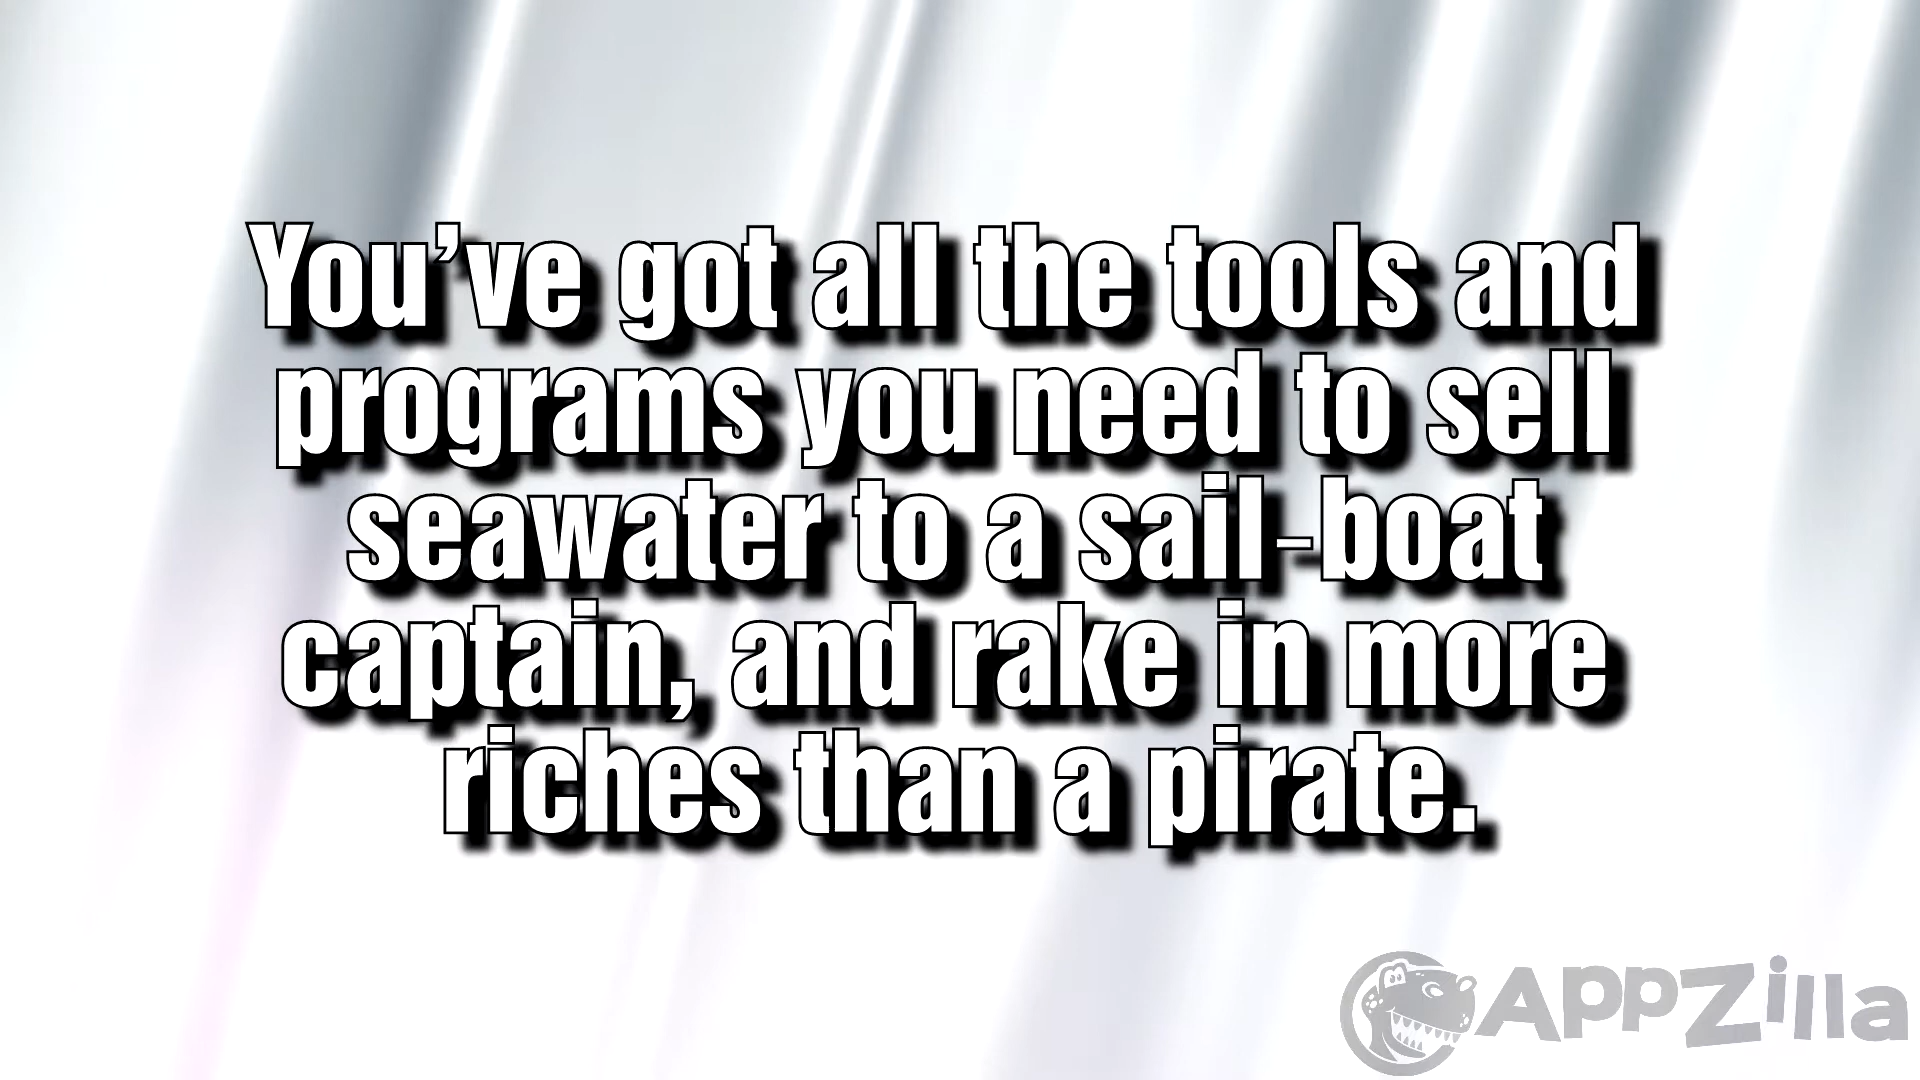 You’ve got all the tools and
programs you need to sell
seawater to a sail-boat
captain, and rake in more
riches than a pirate.
AppZilla